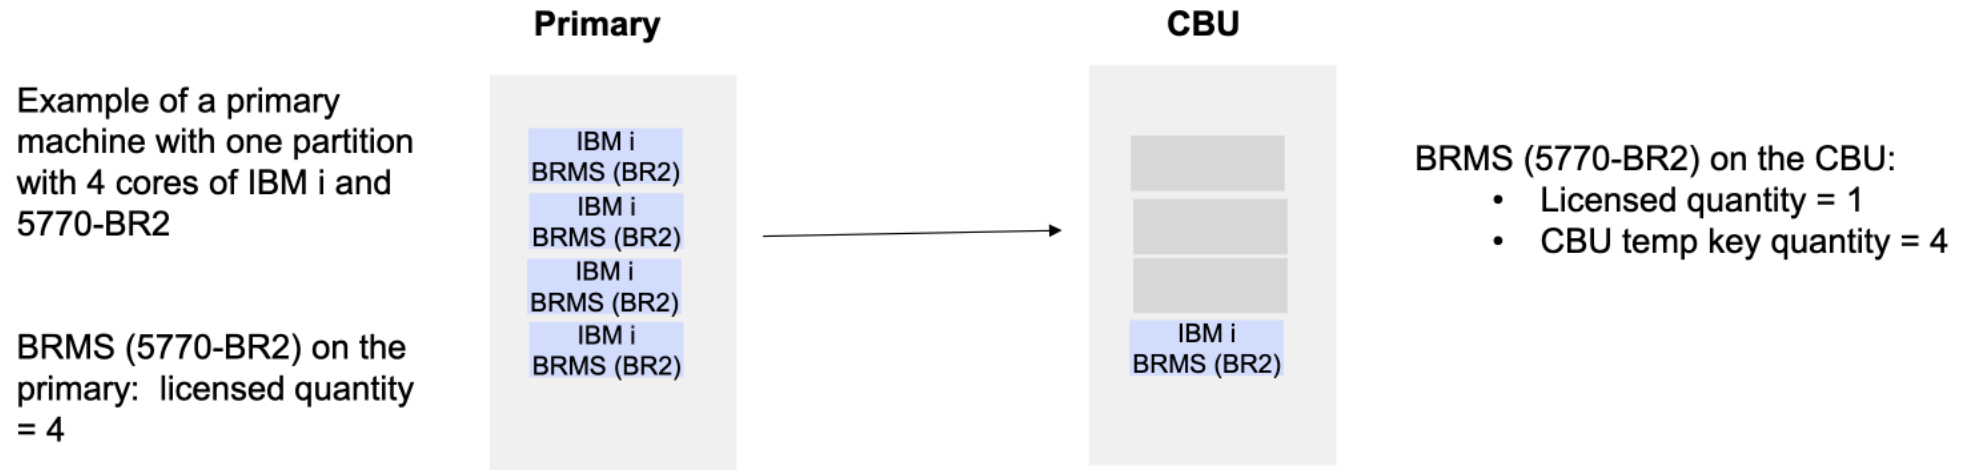 Primary
CBU
Example of a primary
machine with one partition
with 4 cores of IBM i and
5770-BR2
BRMS (5770-BR2) on the
primary:  licensed quantity
= 4
IBM i
BRMS (BR2)
IBM i
BRMS (BR2)
IBM i
BRMS (BR2)
IBM i
BRMS (BR2)
IBM i
BRMS (BR2)
BRMS (5770-BR2) on the CBU:
• Licensed quantity = 1
• CBU temp key quantity = 4